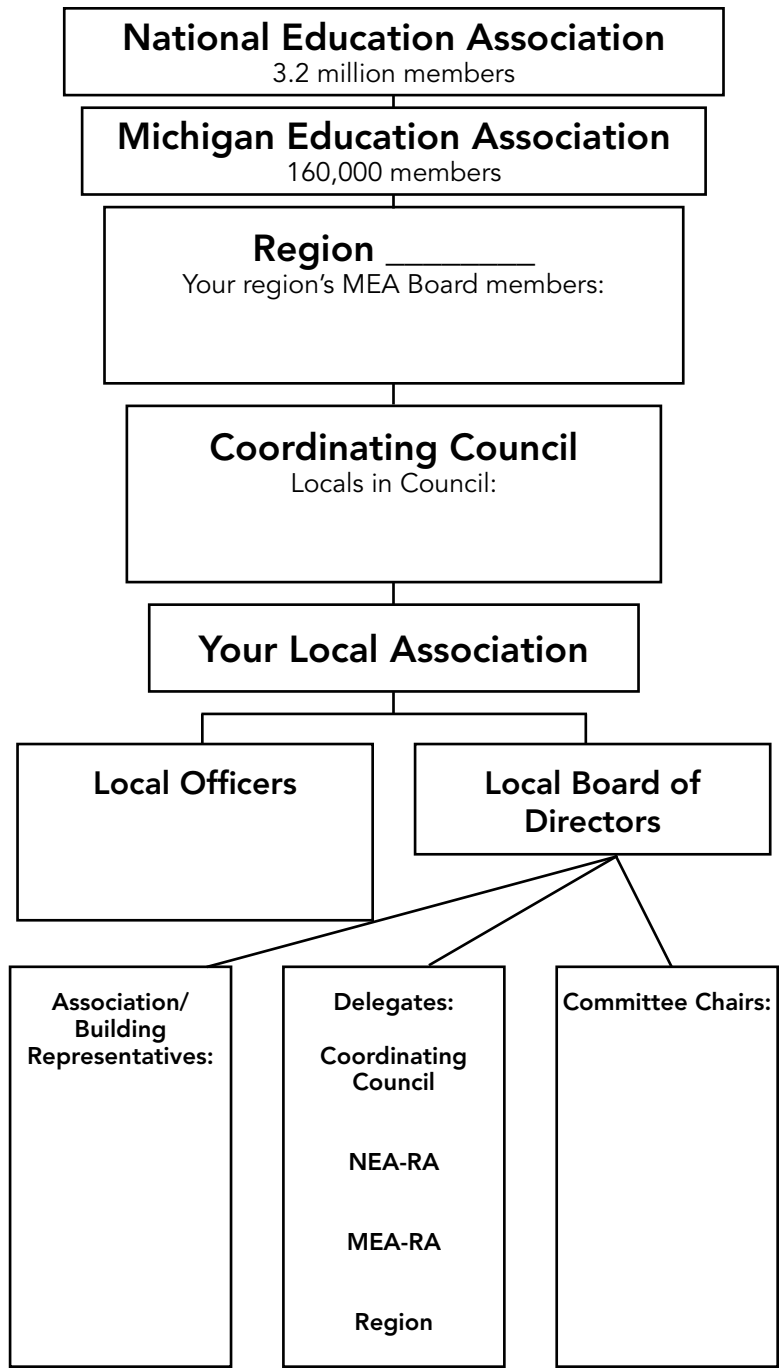 National Education Association
3.2 million members
Michigan Education Association
160,000 members
Region ________
Your region’s MEA Board members:
Coordinating Council
Locals in Council:
Your Local Association
Local Officers
Local Board of
Directors
Association/
Building
Representatives:
Delegates:
Coordinating
Council
NEA-RA
MEA-RA
Region
Committee Chairs: